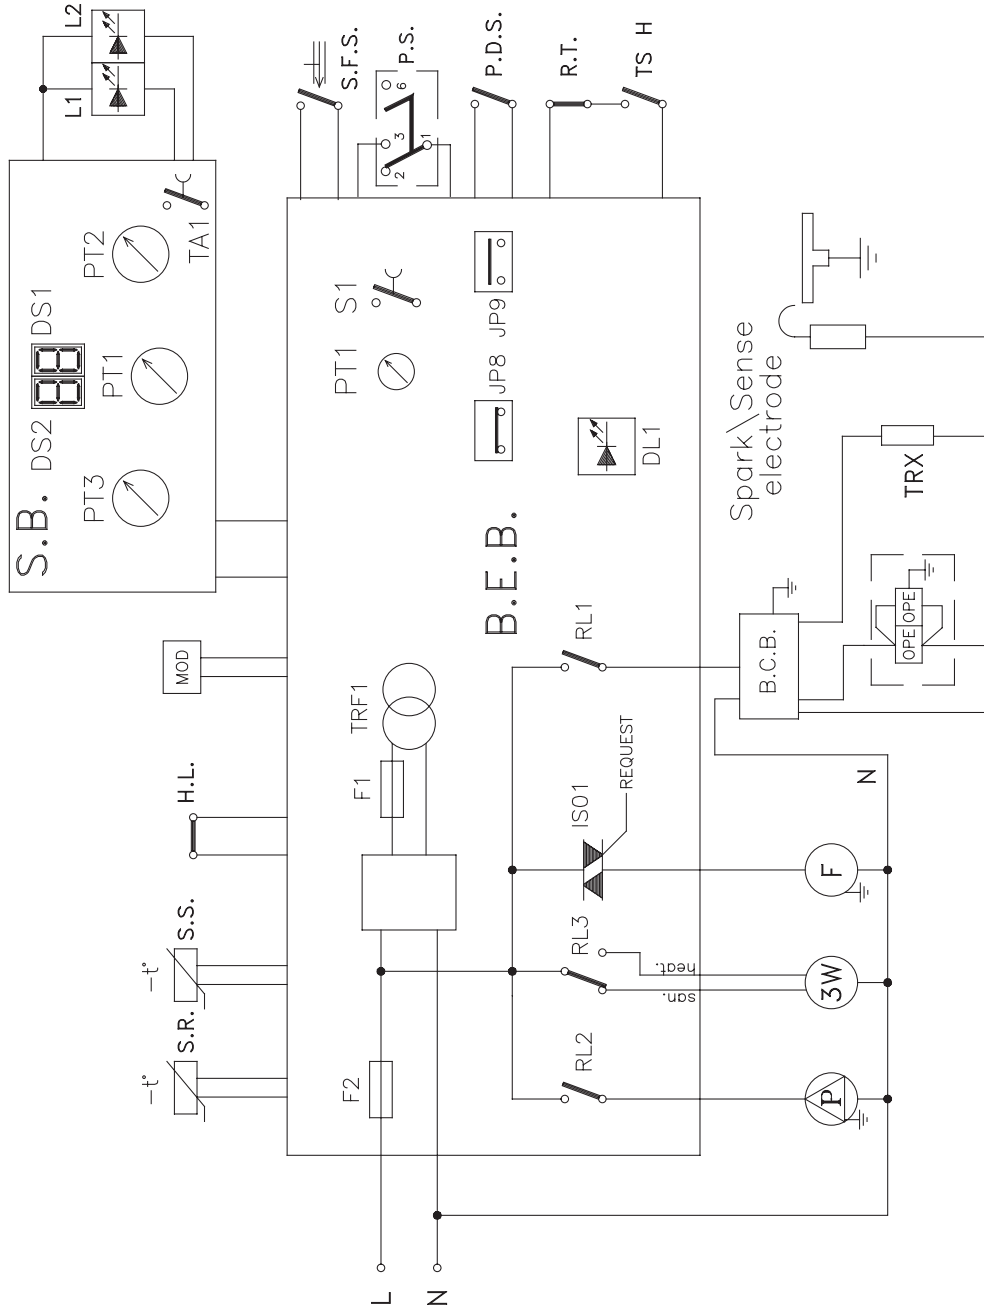 L1
L2
S.B.
DS2
DS1
PT3
PT1
PT2
TA1
−t°
S.R.
−t°
S.S.
H.L.
MOD
S.F.S.
P.S.
2
3
1
6
P.D.S.
R.T.
TS H
F2
F1
TRF1
PT1
S1
JP8
JP9
B.E.B.
DL1
RL2
RL3
san.
heat.
ISO1
REQUEST
RL1
L
N
P
3W
F
N
B.C.B.
OPE
OPE
TRX
Spark\Sense
electrode